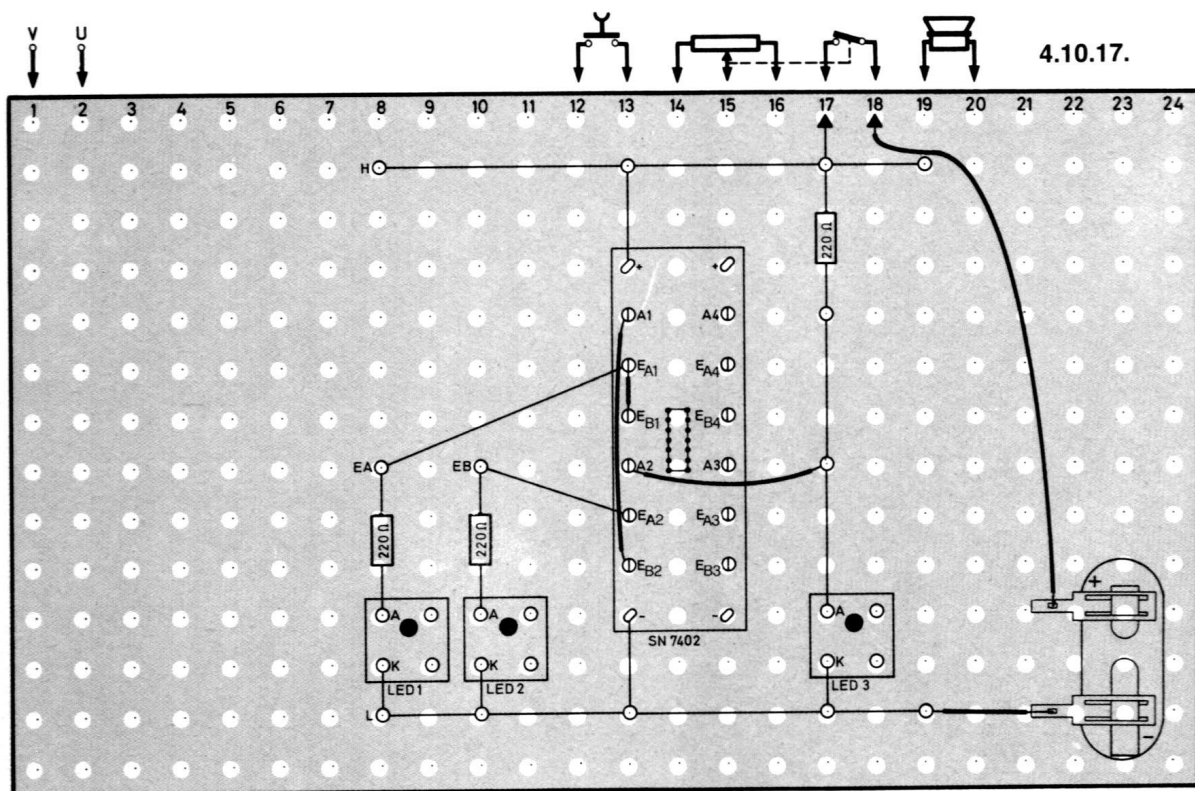 V U
4.10.17.
1 2 3 4 5 6 7 8 9 10 11 12 13 14 15 16 17 18 19 20 21 22 23 24
H
220 Ω
+ +
A1 A4
EA1 EA4
EB1 EB4
EA EB A2 A3
EA2 EA3
220 Ω 220 Ω
EB2 EB3
+
A A - - A
SN 7402
K K K
LED 1 LED 2 LED 3
L
-